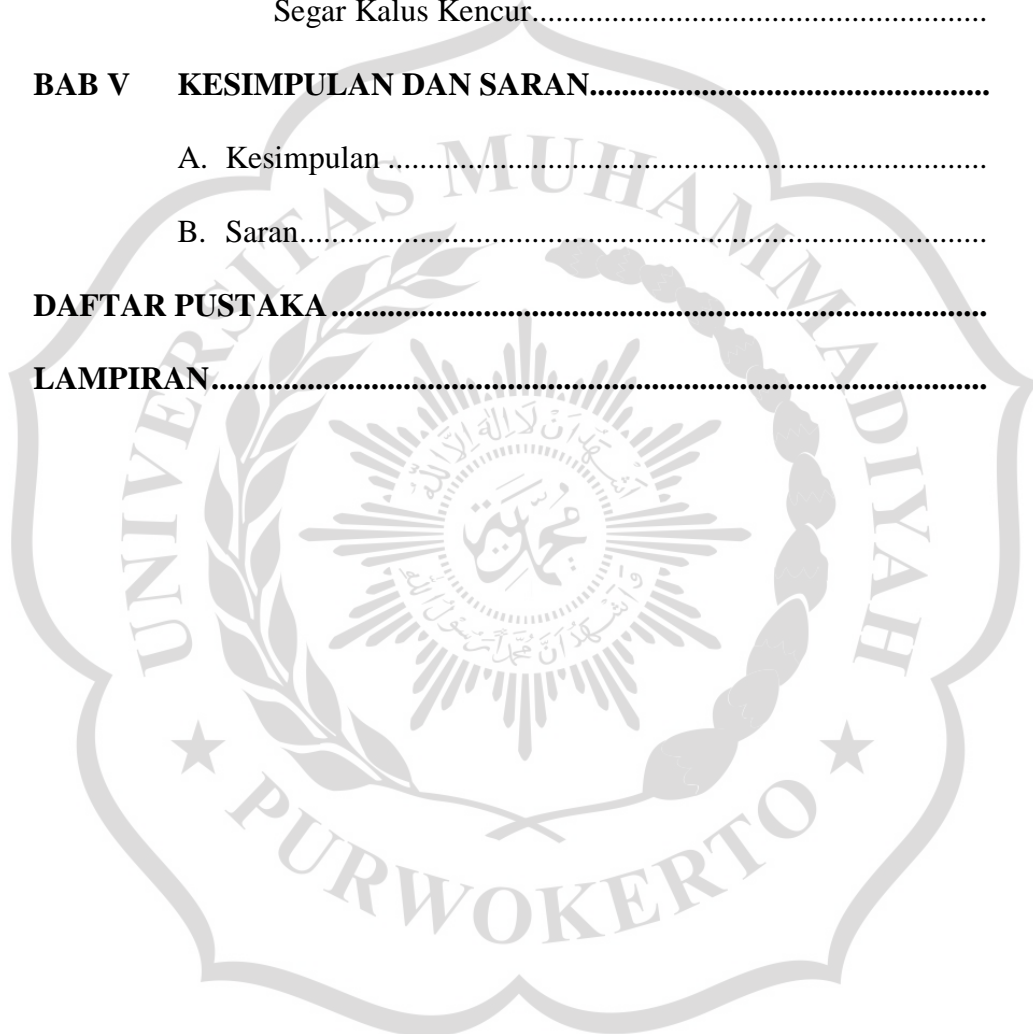 Segar Kalus Kencur.........................................................
BAB V KESIMPULAN DAN SARAN..................................................
A. Kesimpulan ...........................................................................
B. Saran......................................................................................
DAFTAR PUSTAKA ..................................................................................
LAMPIRAN.................................................................................................
UNIVERSITAS MUHAMMADIYAH
PURWOKERTO